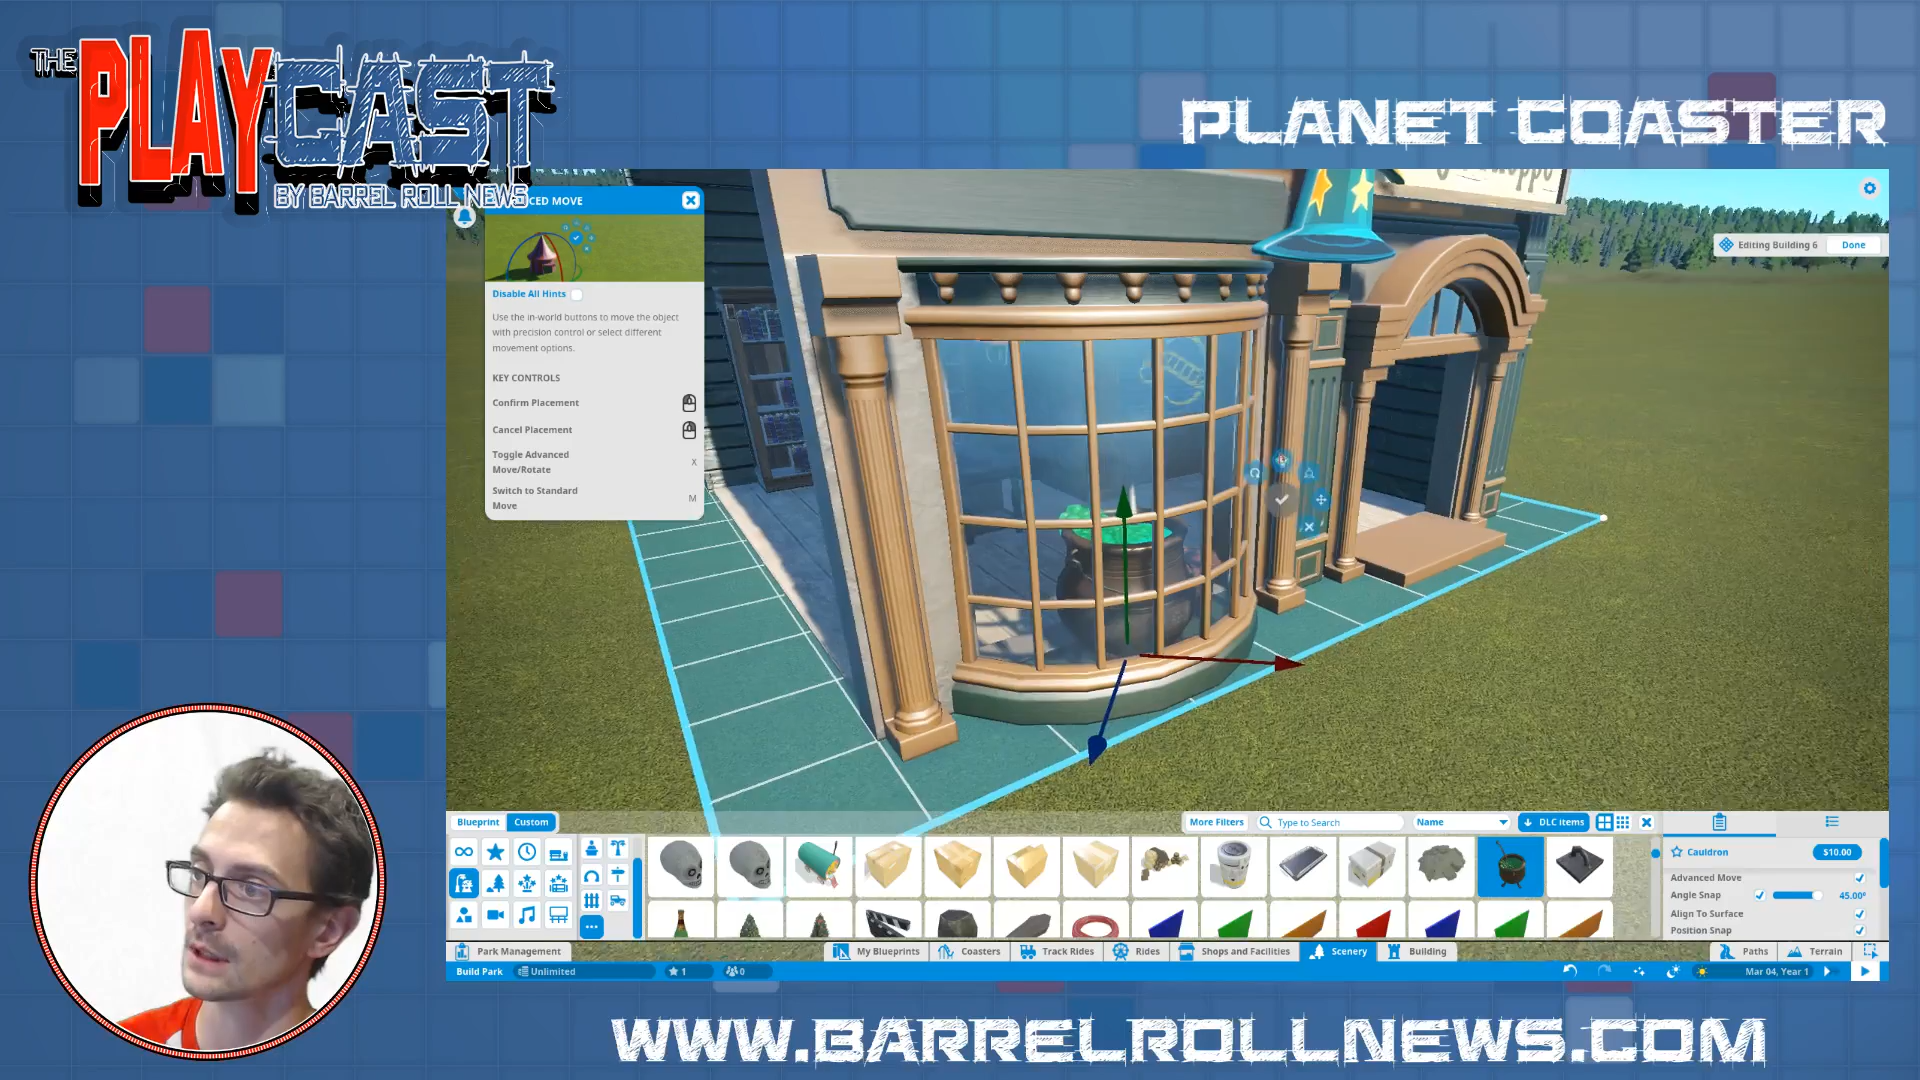 THE PLAYCAST
BY BARREL ROLL NEWS
PLANET COASTER
CED MOVE
Editing Building 6
Done
Disable All Hints
Use the in-world buttons to move the object
with precision control or select different
movement options.
KEY CONTROLS
Confirm Placement
Cancel Placement
Toggle Advanced
Move/Rotate
X
Switch to Standard
Move
M
Blueprint
Custom
More Filters
Type to Search
Name
DLC items
Cauldron
$10.00
Advanced Move
Angle Snap
45.00°
Align To Surface
Position Snap
Park Management
My Blueprints
Coasters
Track Rides
Rides
Shops and Facilities
Scenery
Building
Paths
Terrain
Build Park
Unlimited
1
0
Mar 04, Year 1
WWW.BARRELROLLNEWS.COM